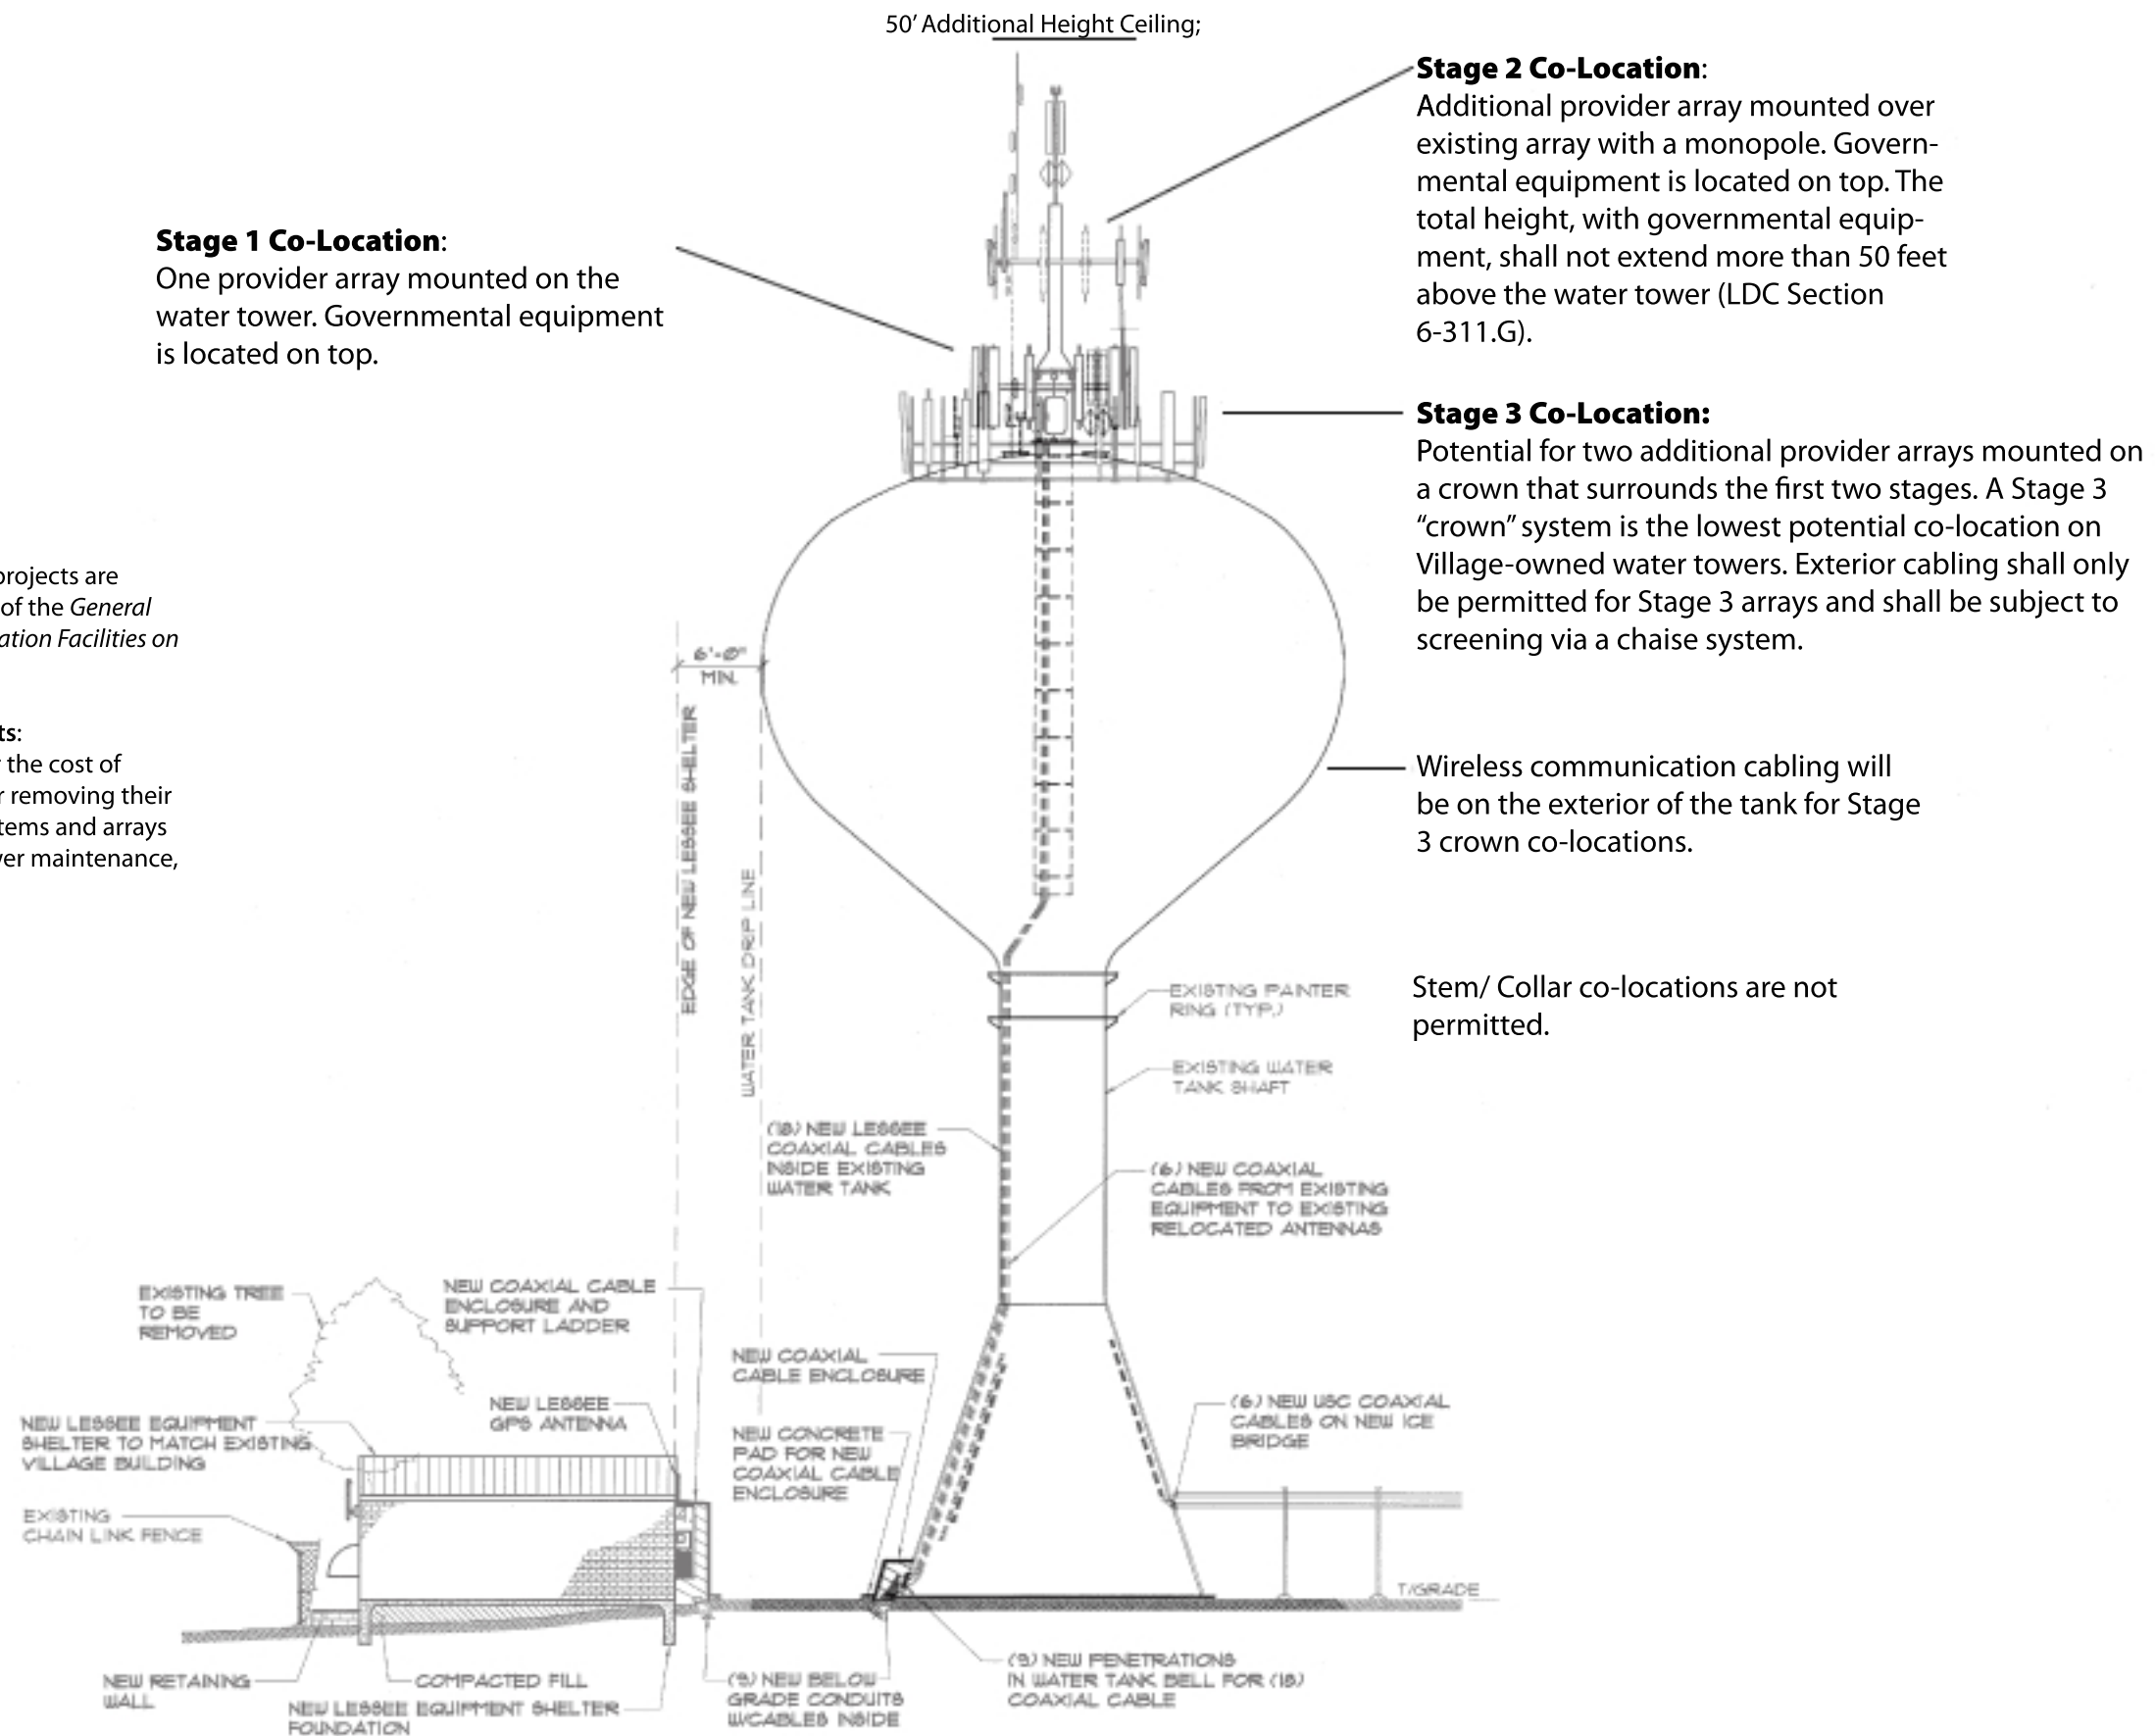 50’ Additional Height Ceiling;
Stage 1 Co-Location:
One provider array mounted on the
water tower. Governmental equipment
is located on top.
Stage 2 Co-Location:
Additional provider array mounted over
existing array with a monopole. Govern-
mental equipment is located on top. The
total height, with governmental equip-
ment, shall not extend more than 50 feet
above the water tower (LDC Section
6-311.G).
Stage 3 Co-Location:
Potential for two additional provider arrays mounted on
a crown that surrounds the first two stages. A Stage 3
“crown” system is the lowest potential co-location on
Village-owned water towers. Exterior cabling shall only
be permitted for Stage 3 arrays and shall be subject to
screening via a chaise system.
projects are
of the General
ation Facilities on
ts:
r the cost of
r removing their
tems and arrays
ver maintenance,
6'-0"
MIN.
EDGE OF NEW LESSEE SHELTER
WATER TANK DRIP LINE
Wireless communication cabling will
be on the exterior of the tank for Stage
3 crown co-locations.
Stem/ Collar co-locations are not
permitted.
EXISTING PAINTER
RING (TYP.)
EXISTING WATER
TANK SHAFT
(18) NEW LESSEE
COAXIAL CABLES
INSIDE EXISTING
WATER TANK
(6) NEW COAXIAL
CABLES FROM EXISTING
EQUIPMENT TO EXISTING
RELOCATED ANTENNAS
EXISTING TREE
TO BE
REMOVED
NEW COAXIAL CABLE
ENCLOSURE AND
SUPPORT LADDER
NEW COAXIAL
CABLE ENCLOSURE
NEW LESSEE
GPS ANTENNA
NEW LESSEE EQUIPMENT
SHELTER TO MATCH EXISTING
VILLAGE BUILDING
NEW CONCRETE
PAD FOR NEW
COAXIAL CABLE
ENCLOSURE
(6) NEW USC COAXIAL
CABLES ON NEW ICE
BRIDGE
EXISTING
CHAIN LINK FENCE
T/GRADE
NEW RETAINING
WALL
COMPACTED FILL
NEW LESSEE EQUIPMENT SHELTER
FOUNDATION
NEW BELOW
GRADE CONDUITS
W/CABLES INSIDE
NEW PENETRATIONS
IN WATER TANK BELL FOR (18)
COAXIAL CABLE